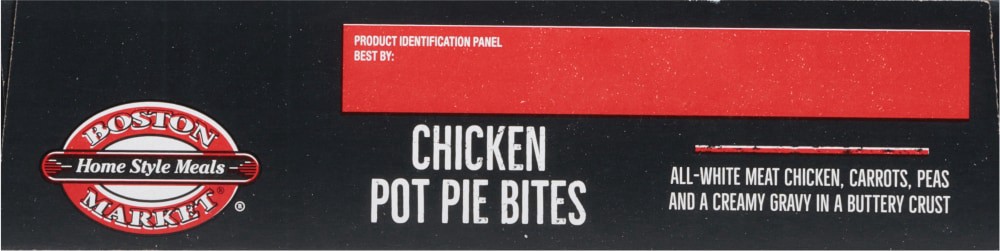 PRODUCT IDENTIFICATION PANEL
BEST BY:
BOSTON
Home Style Meals
MARKET®
®
CHICKEN
POT PIE BITES
ALL-WHITE MEAT CHICKEN, CARROTS, PEAS
AND A CREAMY GRAVY IN A BUTTERY CRUST